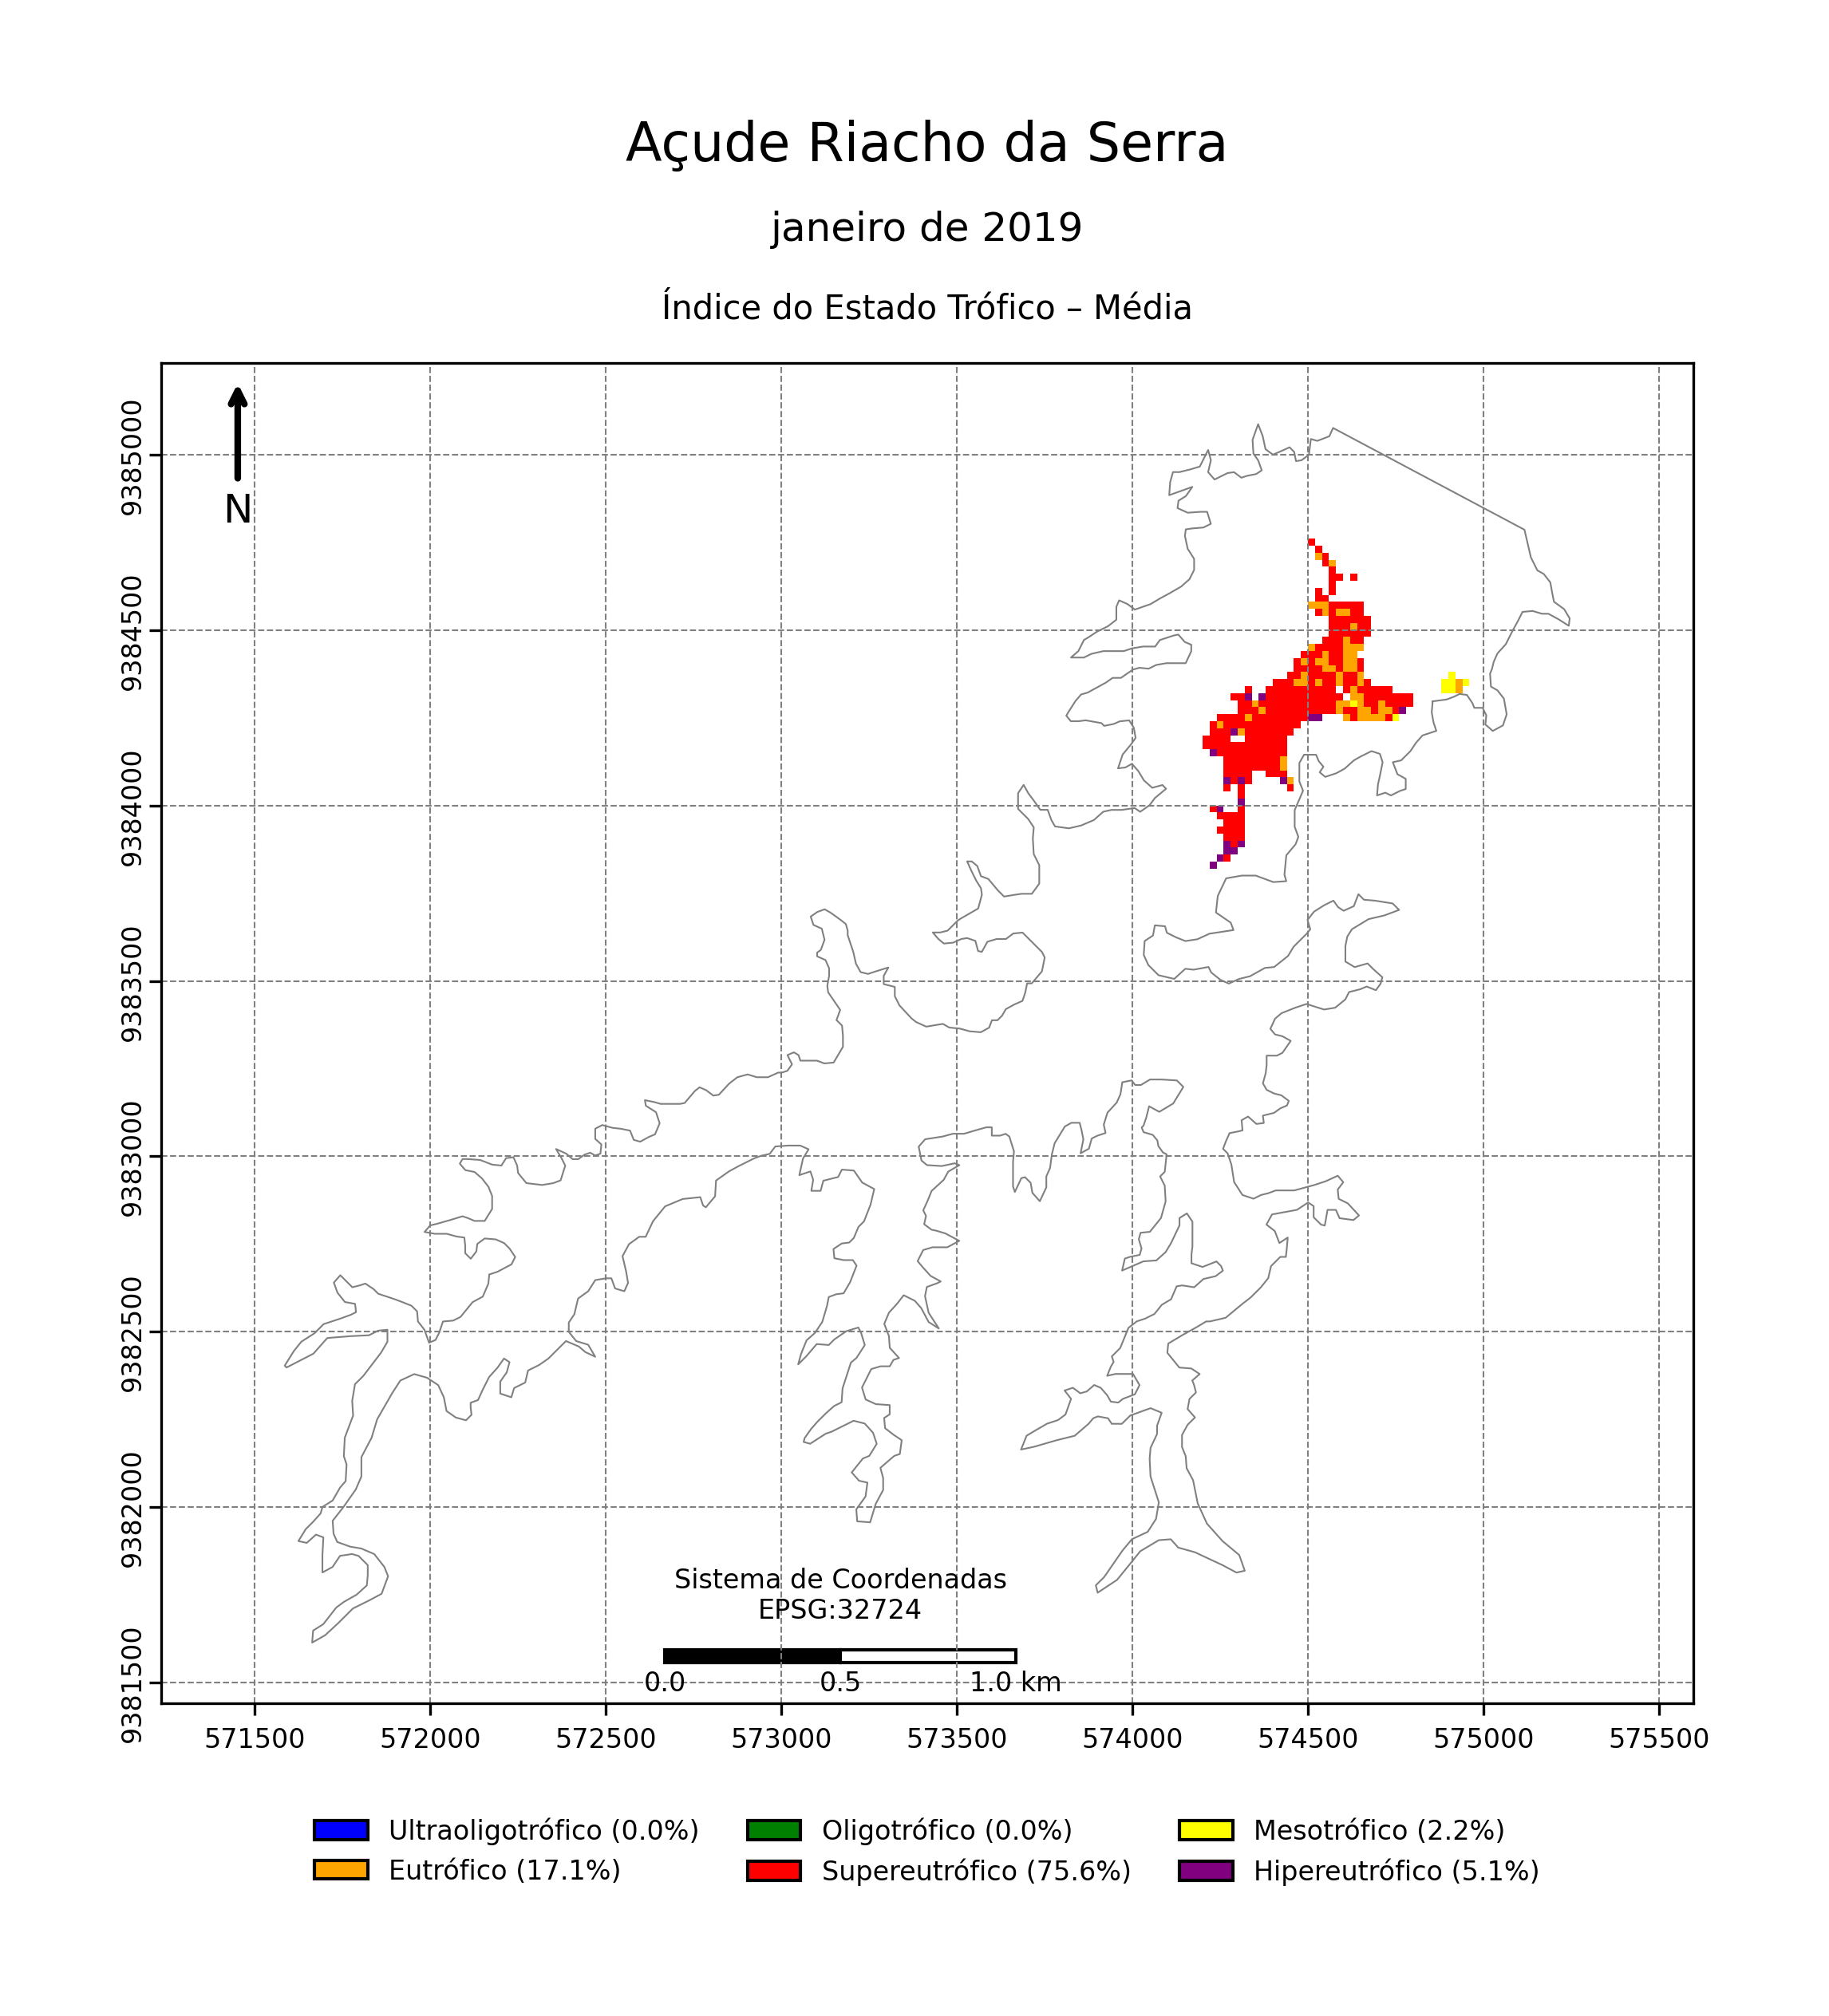 Açude Riacho da Serra
janeiro de 2019
Índice do Estado Trófico – Média
N
9385000
9384500
9384000
9383500
9383000
9382500
9382000
9381500
Sistema de Coordenadas
EPSG:32724
0.0 0.5 1.0 km
571500 572000 572500 573000 573500 574000 574500 575000 575500
Ultraoligotrófico (0.0%) Oligotrófico (0.0%) Mesotrófico (2.2%)
Eutrófico (17.1%) Supereutrófico (75.6%) Hipereutrófico (5.1%)